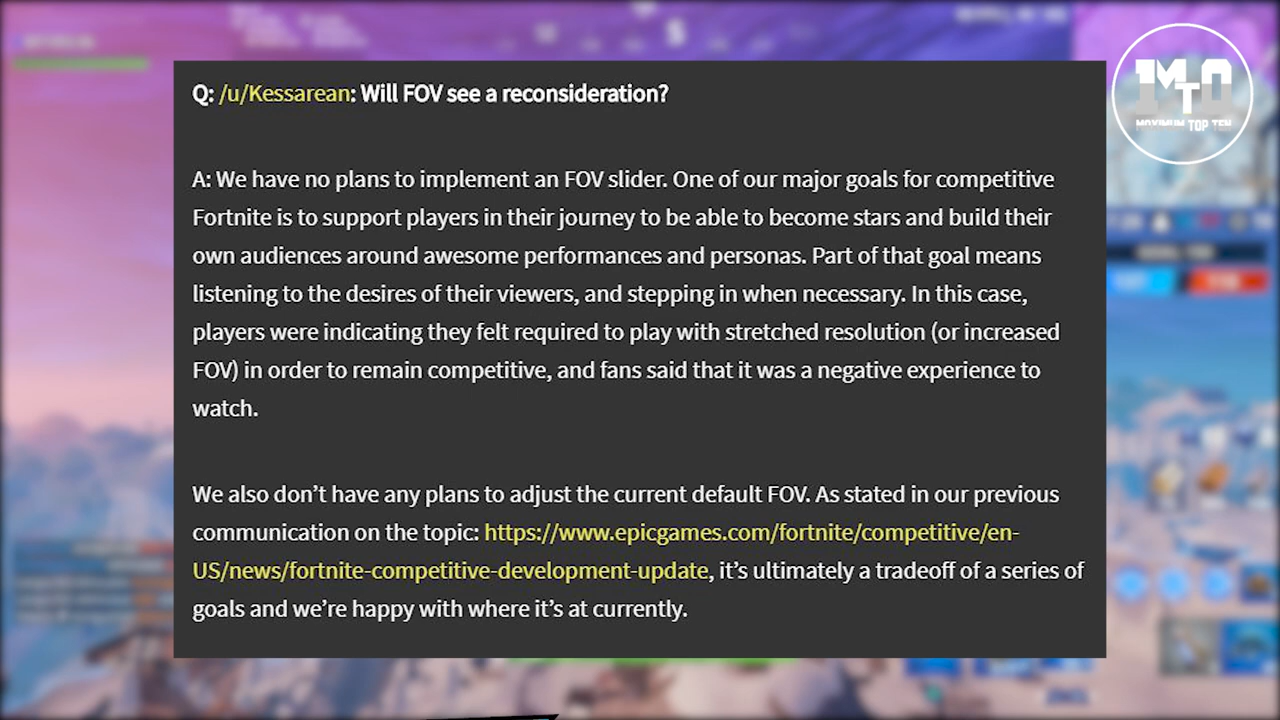 Q: /u/Kessarean: Will FOV see a reconsideration?
A: We have no plans to implement an FOV slider. One of our major goals for competitive
Fortnite is to support players in their journey to be able to become stars and build their
own audiences around awesome performances and personas. Part of that goal means
listening to the desires of their viewers, and stepping in when necessary. In this case,
players were indicating they felt required to play with stretched resolution (or increased
FOV) in order to remain competitive, and fans said that it was a negative experience to
watch.
We also don’t have any plans to adjust the current default FOV. As stated in our previous
communication on the topic: https://www.epicgames.com/fortnite/competitive/en-
US/news/fortnite-competitive-development-update, it’s ultimately a tradeoff of a series of
goals and we’re happy with where it’s at currently.
MTO
MAXIMUM TOP TEN